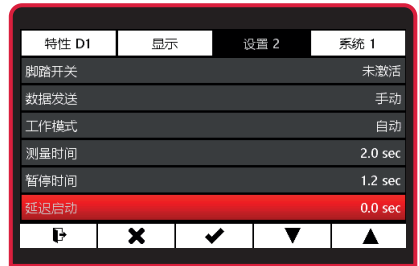 特性 D1 显示 设置 2 系统 1
脚踏开关 未激活
数据发送 手动
工作模式 自动
测量时间 2.0 sec
暂停时间 1.2 sec
延迟启动 0.0 sec